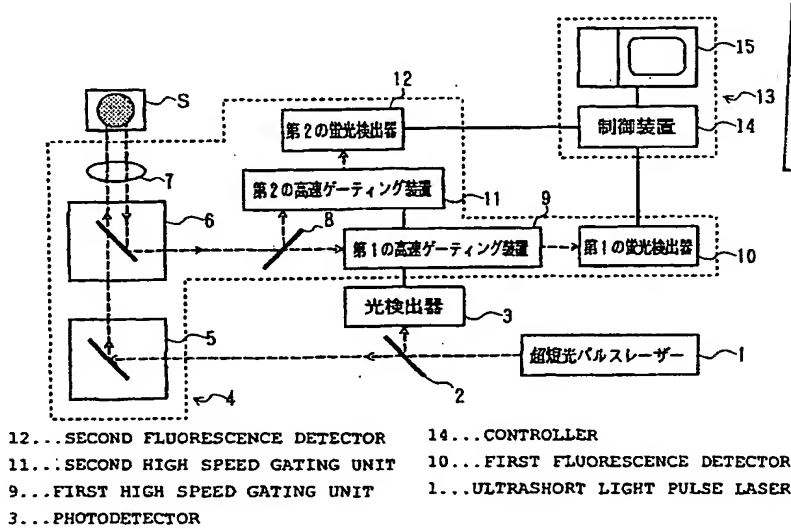 12
15
S
第2の蛍光検出器
制御装置
14
13
7
第2の高速ゲーティング装置
11
6
8
9
第1の高速ゲーティング装置
第1の蛍光検出器
10
光検出器
3
5
超短光パルスレーザー
1
2
4
12...SECOND FLUORESCENCE DETECTOR
14...CONTROLLER
11...SECOND HIGH SPEED GATING UNIT
10...FIRST FLUORESCENCE DETECTOR
9...FIRST HIGH SPEED GATING UNIT
1...ULTRASHORT LIGHT PULSE LASER
3...PHOTODETECTOR